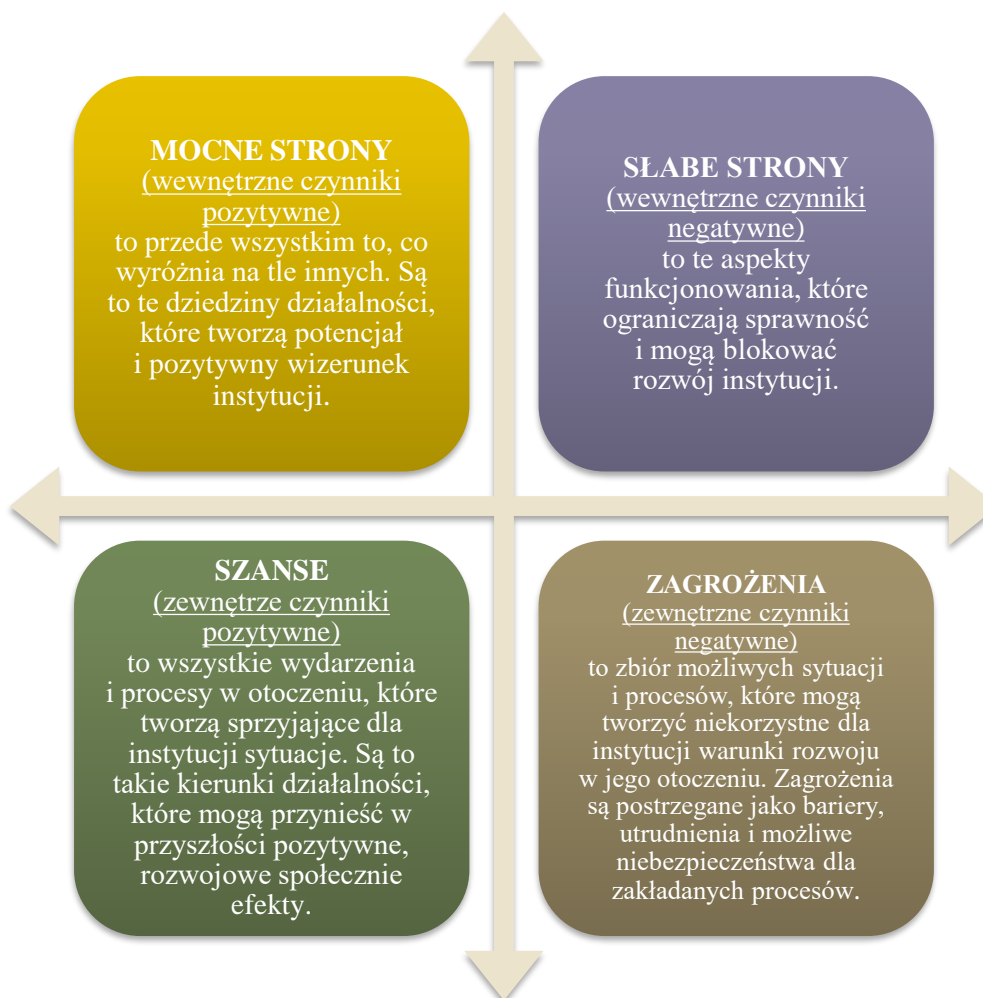 MOCNE STRONY
(wewnętrzne czynniki
pozytywne)
to przede wszystkim to, co
wyróżnia na tle innych. Są
to te dziedziny działalności,
które tworzą potencjał
i pozytywny wizerunek
instytucji.
SŁABE STRONY
(wewnętrzne czynniki
negatywne)
to te aspekty
funkcjonowania, które
ograniczają sprawność
i mogą blokować
rozwój instytucji.
SZANSE
(zewnętrze czynniki
pozytywne)
to wszystkie wydarzenia
i procesy w otoczeniu, które
tworzą sprzyjające dla
instytucji sytuacje. Są to
takie kierunki działalności,
które mogą przynieść w
przyszłości pozytywne,
rozwojowe społecznie
efekty.
ZAGROŻENIA
(zewnętrzne czynniki
negatywne)
to zbiór możliwych sytuacji
i procesów, które mogą
tworzyć niekorzystne dla
instytucji warunki rozwoju
w jego otoczeniu. Zagrożenia
są postrzegane jako bariery,
utrudnienia i możliwe
niebezpieczeństwa dla
zakładanych procesów.